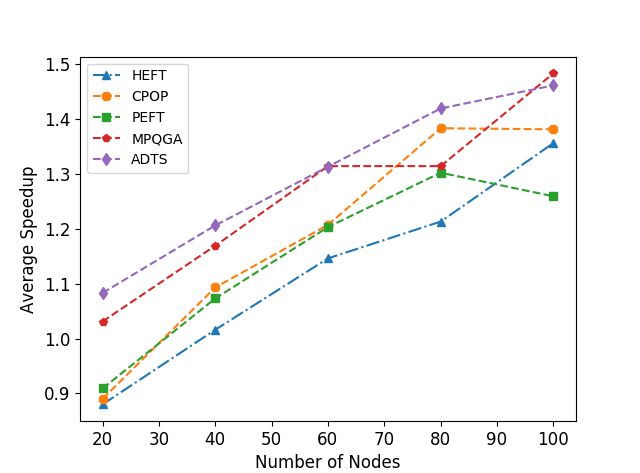 1.5
1.4
1.3
1.2
1.1
1.0
0.9
Average Speedup
HEFT
CPOP
PEFT
MPQGA
ADTS
20 30 40 50 60 70 80 90 100
Number of Nodes